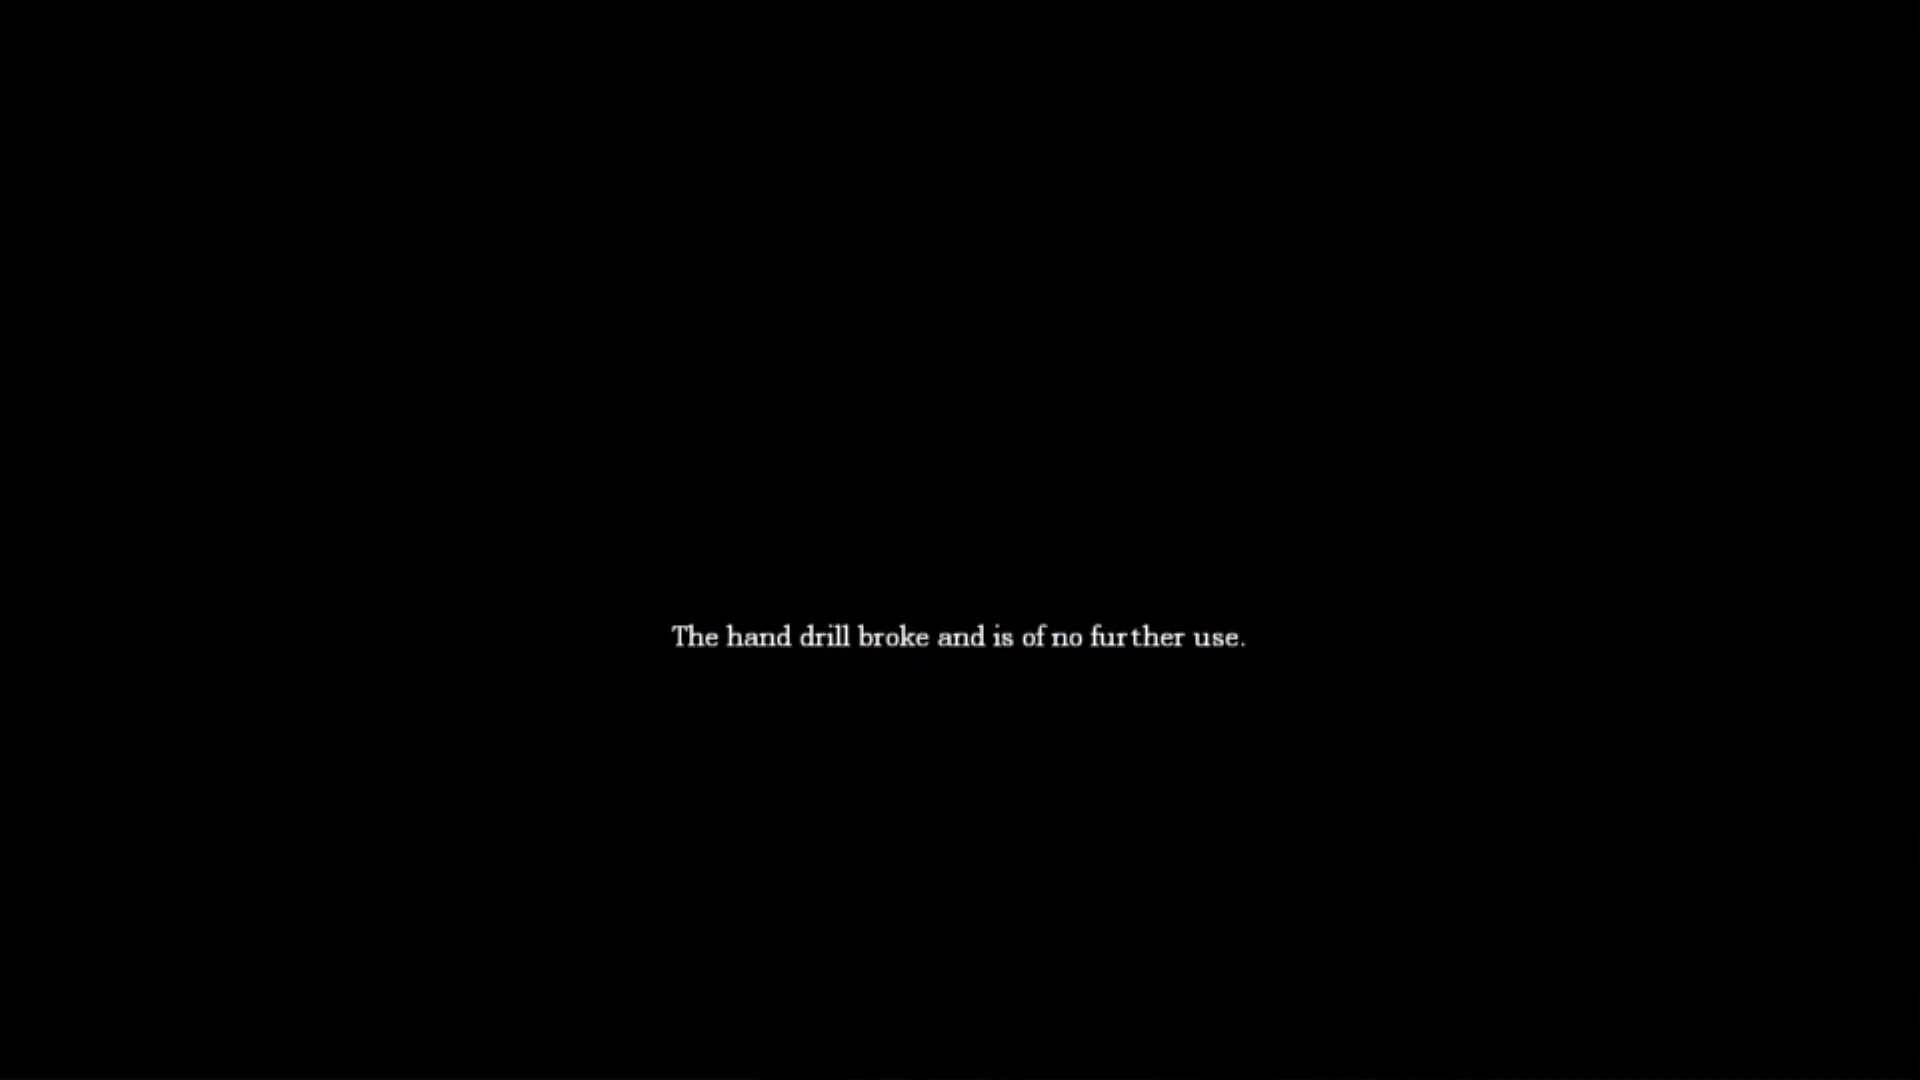 The hand drill broke and is of no further use.